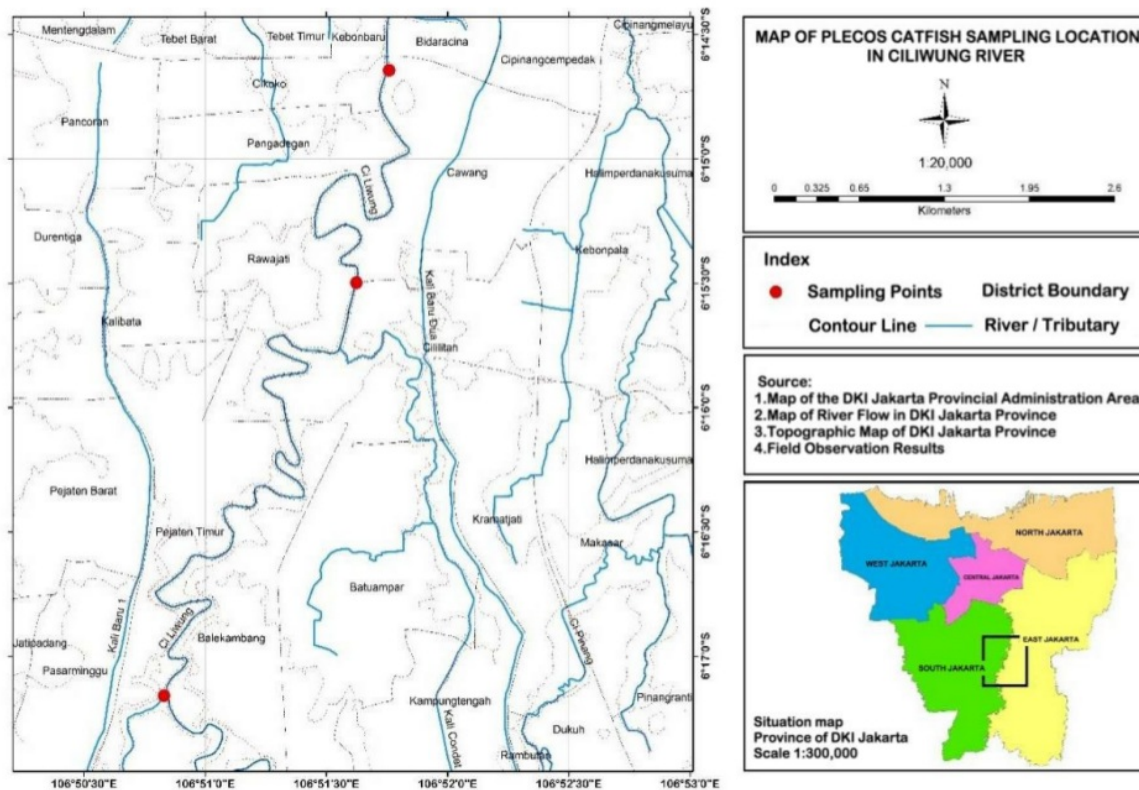 Mentengdalam
Tebet Barat
Tebet Timur
Kebonbaru
Bidaracina
Cipinangmelayu
Cipinangcempedak
Cikoko
Pancoran
Pangadegan
Cawang
Halimperdanakusuma
Ci Liwung
Durentiga
Rawajati
Kebonpala
Kali Baru Dua
Kalibata
Cililitan
Halimperdanakusuma
Pejaten Barat
Pejaten Timur
Kramatjati
Makasar
Batuampar
Kali Baru 1
Ci Liwung
Balekambang
Ci Pinang
Jatipadang
Pasarminggu
Kampungtengah
Pinangranti
Kali Condet
Dukuh
Rambutan
6°14'30"S
6°15'0"S
6°15'30"S
6°16'0"S
6°16'30"S
6°17'0"S
106°50'30"E
106°51'0"E
106°51'30"E
106°52'0"E
106°52'30"E
106°53'0"E
MAP OF PLECOS CATFISH SAMPLING LOCATION
IN CILIWUNG RIVER
N
1:20,000
0 0.325 0.65 1.3 1.95 2.6
Kilometers
Index
Sampling Points District Boundary
Contour Line River / Tributary
Source:
1.Map of the DKI Jakarta Provincial Administration Area
2.Map of River Flow in DKI Jakarta Province
3.Topographic Map of DKI Jakarta Province
4.Field Observation Results
NORTH JAKARTA
WEST JAKARTA
CENTRAL JAKARTA
EAST JAKARTA
SOUTH JAKARTA
Situation map
Province of DKI Jakarta
Scale 1:300,000